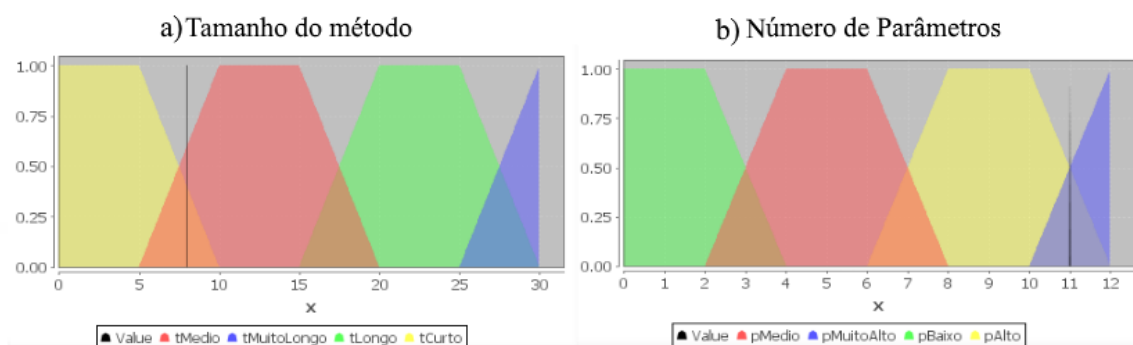 a) Tamanho do método
1.00
0.75
0.50
0.25
0.00
0 5 10 15 20 25 30
x
Value tMedio tMuitoLongo tLongo tCurto
b) Número de Parâmetros
1.00
0.75
0.50
0.25
0.00
0 1 2 3 4 5 6 7 8 9 10 11 12
x
Value pMedio pMuitoAlto pBaixo pAlto